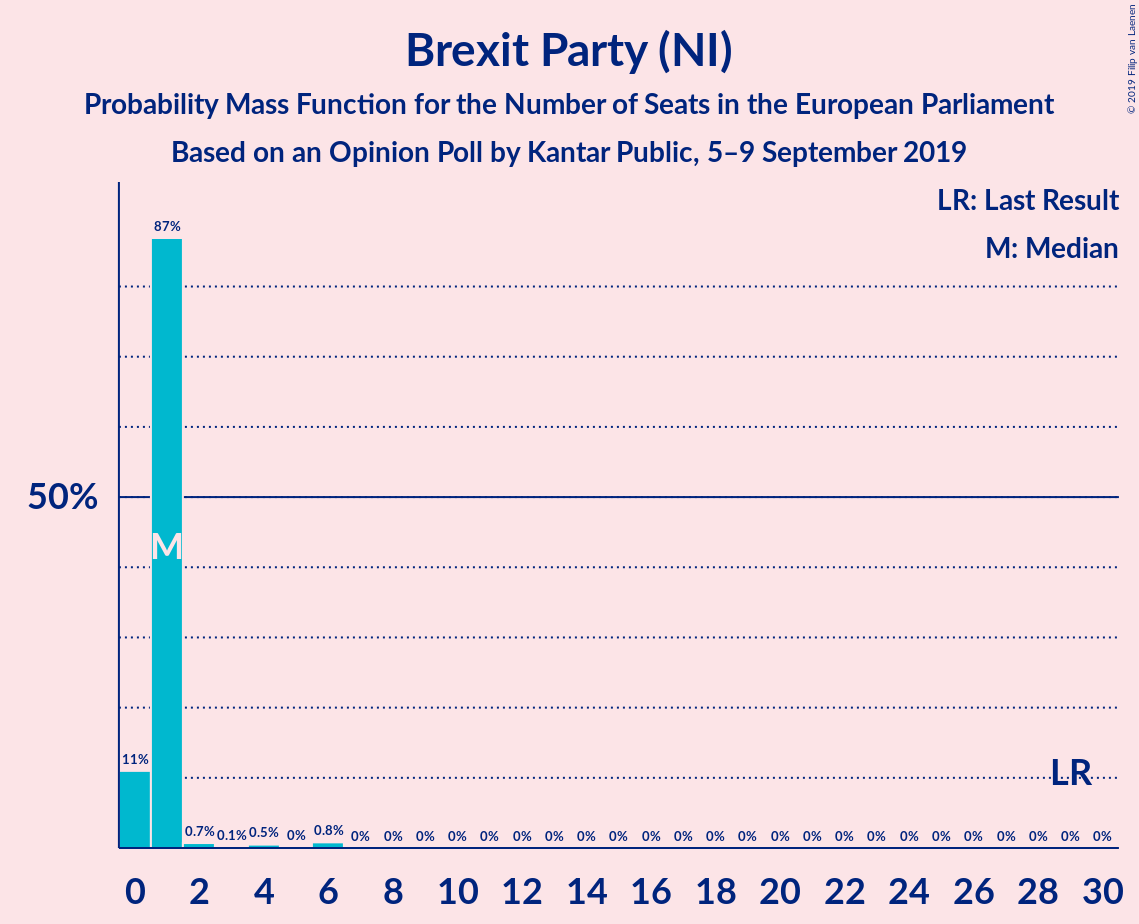 Brexit Party (NI)
Probability Mass Function for the Number of Seats in the European Parliament
Based on an Opinion Poll by Kantar Public, 5–9 September 2019
© 2019 Filip van Laenen
LR: Last Result
M: Median
87%
50%
M
11%
LR
0.7% 0.1% 0.5% 0% 0.8% 0% 0% 0% 0% 0% 0% 0% 0% 0% 0% 0% 0% 0% 0% 0% 0% 0% 0% 0% 0% 0% 0% 0% 0%
0 2 4 6 8 10 12 14 16 18 20 22 24 26 28 30